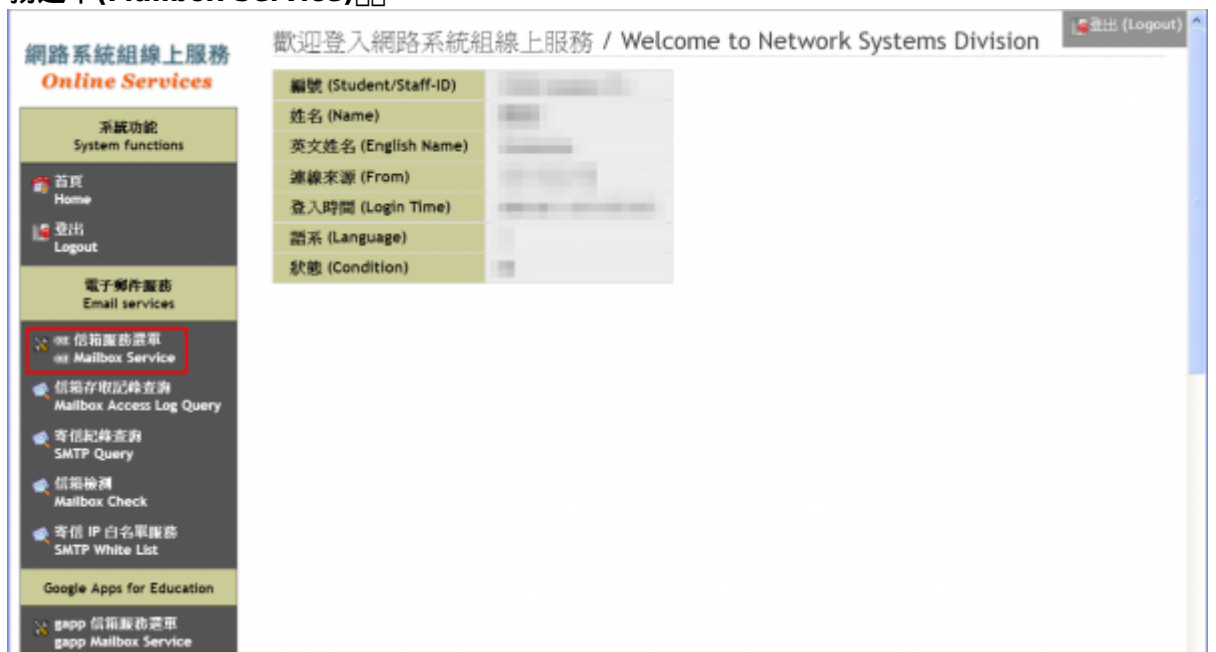 務選單(Mailbox Service)
登出 (Logout)
網路系統組線上服務
Online Services
歡迎登入網路系統組線上服務 / Welcome to Network Systems Division
編號 (Student/Staff-ID)
姓名 (Name)
英文姓名 (English Name)
連線來源 (From)
登入時間 (Login Time)
語系 (Language)
狀態 (Condition)
系統功能
System functions
首頁
Home
登出
Logout
電子郵件服務
Email services
信箱服務選單
Mailbox Service
信箱存取記錄查詢
Mailbox Access Log Query
寄信紀錄查詢
SMTP Query
信箱檢測
Mailbox Check
寄信 IP 白名單服務
SMTP White List
Google Apps for Education
gapp 信箱服務選單
gapp Mailbox Service